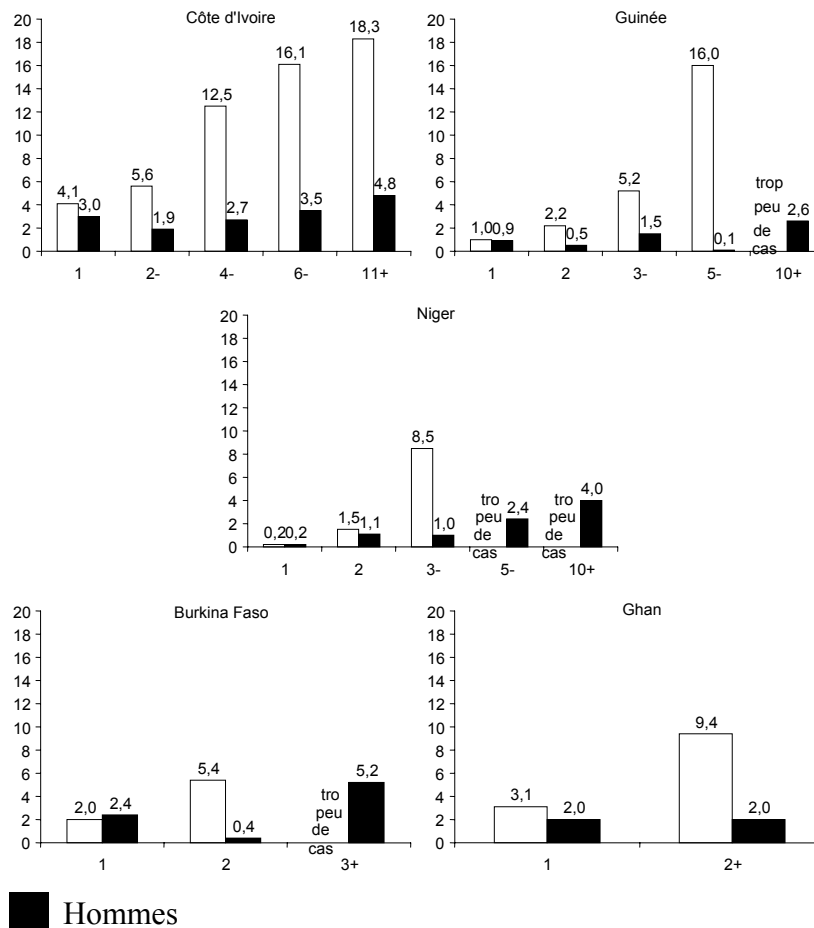 Côte d'Ivoire
20
18
16
14
12
10
8
6
4
2
0
4,1 3,0 5,6 1,9 12,5 2,7 16,1 3,5 18,3 4,8
1 2- 4- 6- 11+
Guinée
20
18
16
14
12
10
8
6
4
2
0
1,0 0,9 2,2 0,5 5,2 1,5 16,0 0,1 2,6
trop
peu
de
cas
1 2 3- 5- 10+
Niger
20
18
16
14
12
10
8
6
4
2
0
0,2 0,2 1,5 1,1 8,5 1,0 2,4 4,0
tro
peu
de
cas
tro
peu
de
cas
1 2 3- 5- 10+
Burkina Faso
20
18
16
14
12
10
8
6
4
2
0
2,0 2,4 5,4 0,4 5,2
tro
peu
de
cas
1 2 3+
Ghan
20
18
16
14
12
10
8
6
4
2
0
3,1 2,0 9,4 2,0
1 2+
Hommes